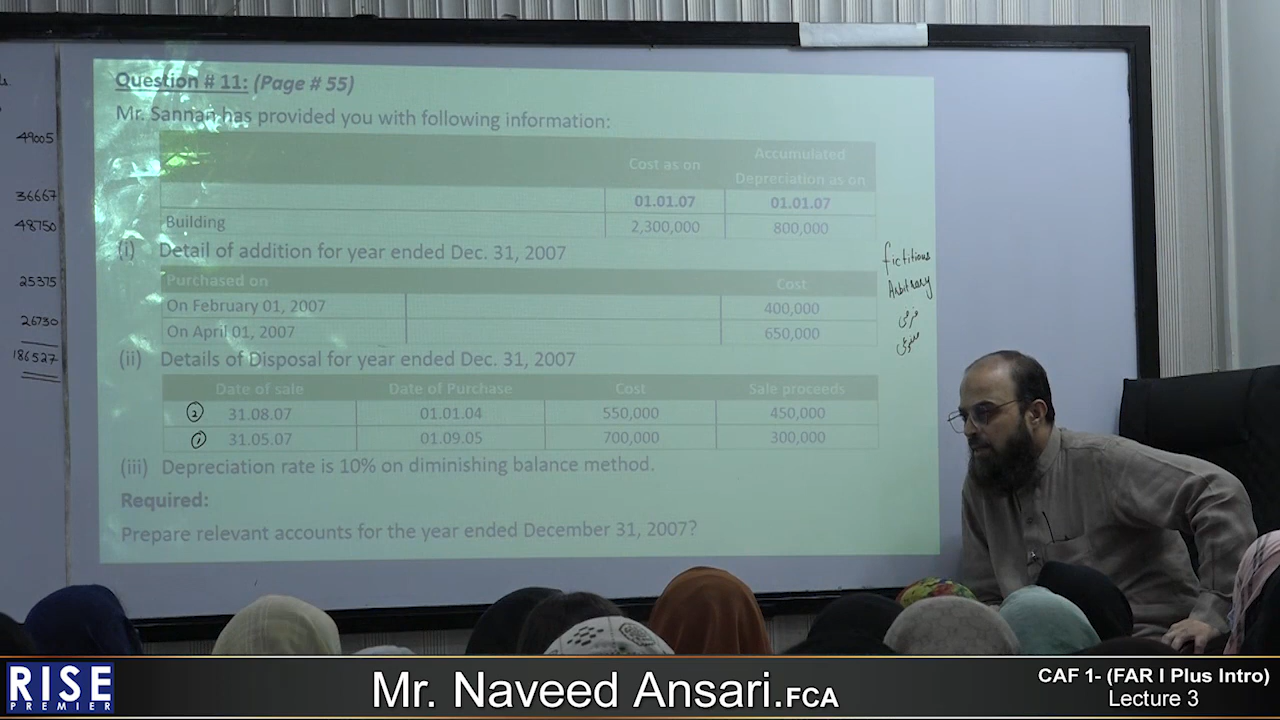 Question # 11: (Page # 55)
Mr. Sannan has provided you with following information:
Cost as on Accumulated Depreciation as on
01.01.07 01.01.07
Building 2,300,000 800,000
(i) Detail of addition for year ended Dec. 31, 2007
Purchased on Cost
On February 01, 2007 400,000
On April 01, 2007 650,000
(ii) Details of Disposal for year ended Dec. 31, 2007
Date of sale Date of Purchase Cost Sale proceeds
② 31.08.07 01.01.04 550,000 450,000
① 31.05.07 01.09.05 700,000 300,000
(iii) Depreciation rate is 10% on diminishing balance method.
Required:
Prepare relevant accounts for the year ended December 31, 2007?
49005
36667
48750
25375
26730
186527
fictitious
Arbitrary
فرضی
RISE
PREMIER
Mr. Naveed Ansari.FCA
CAF 1- (FAR I Plus Intro)
Lecture 3